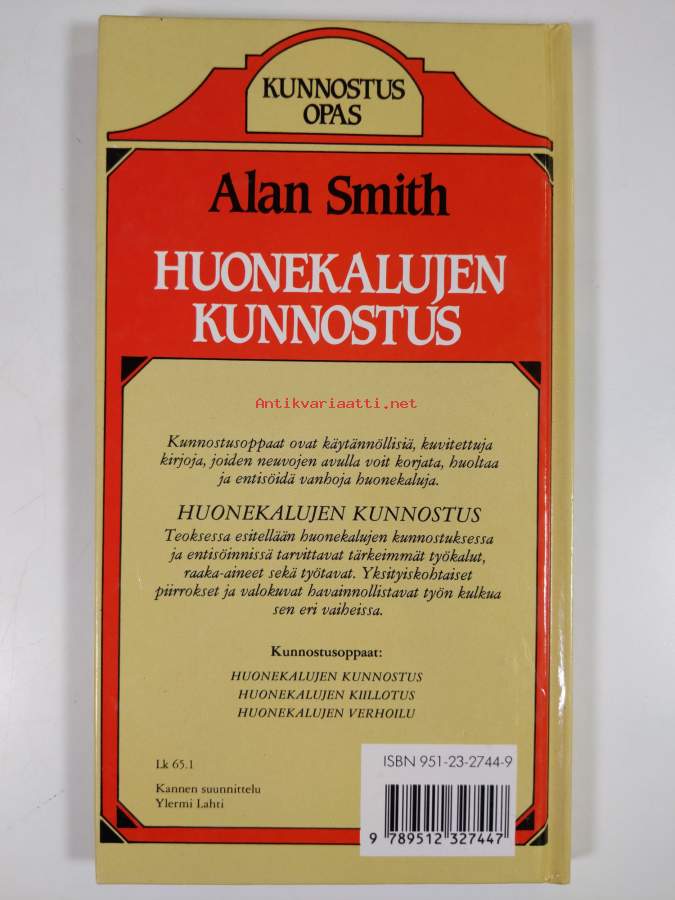 KUNNOSTUS
OPAS
Alan Smith
HUONEKALUJEN
KUNNOSTUS
Antikvariaatti.net
Kunnostusoppaat ovat käytännöllisiä, kuvitettuja
kirjoja, joiden neuvojen avulla voit korjata, huoltaa
ja entisöidä vanhoja huonekaluja.
HUONEKALUJEN KUNNOSTUS
Teoksessa esitellään huonekalujen kunnostuksessa
ja entisöinnissä tarvittavat tärkeimmät työkalut,
raaka-aineet sekä työtavat. Yksityiskohtaiset
piirrokset ja valokuvat havainnollistavat työn kulkua
sen eri vaiheissa.
Kunnostusoppaat:
HUONEKALUJEN KUNNOSTUS
HUONEKALUJEN KIILLOTUS
HUONEKALUJEN VERHOILU
Lk 65.1
Kannen suunnittelu
Ylermi Lahti
ISBN 951-23-2744-9
9 789512 327447